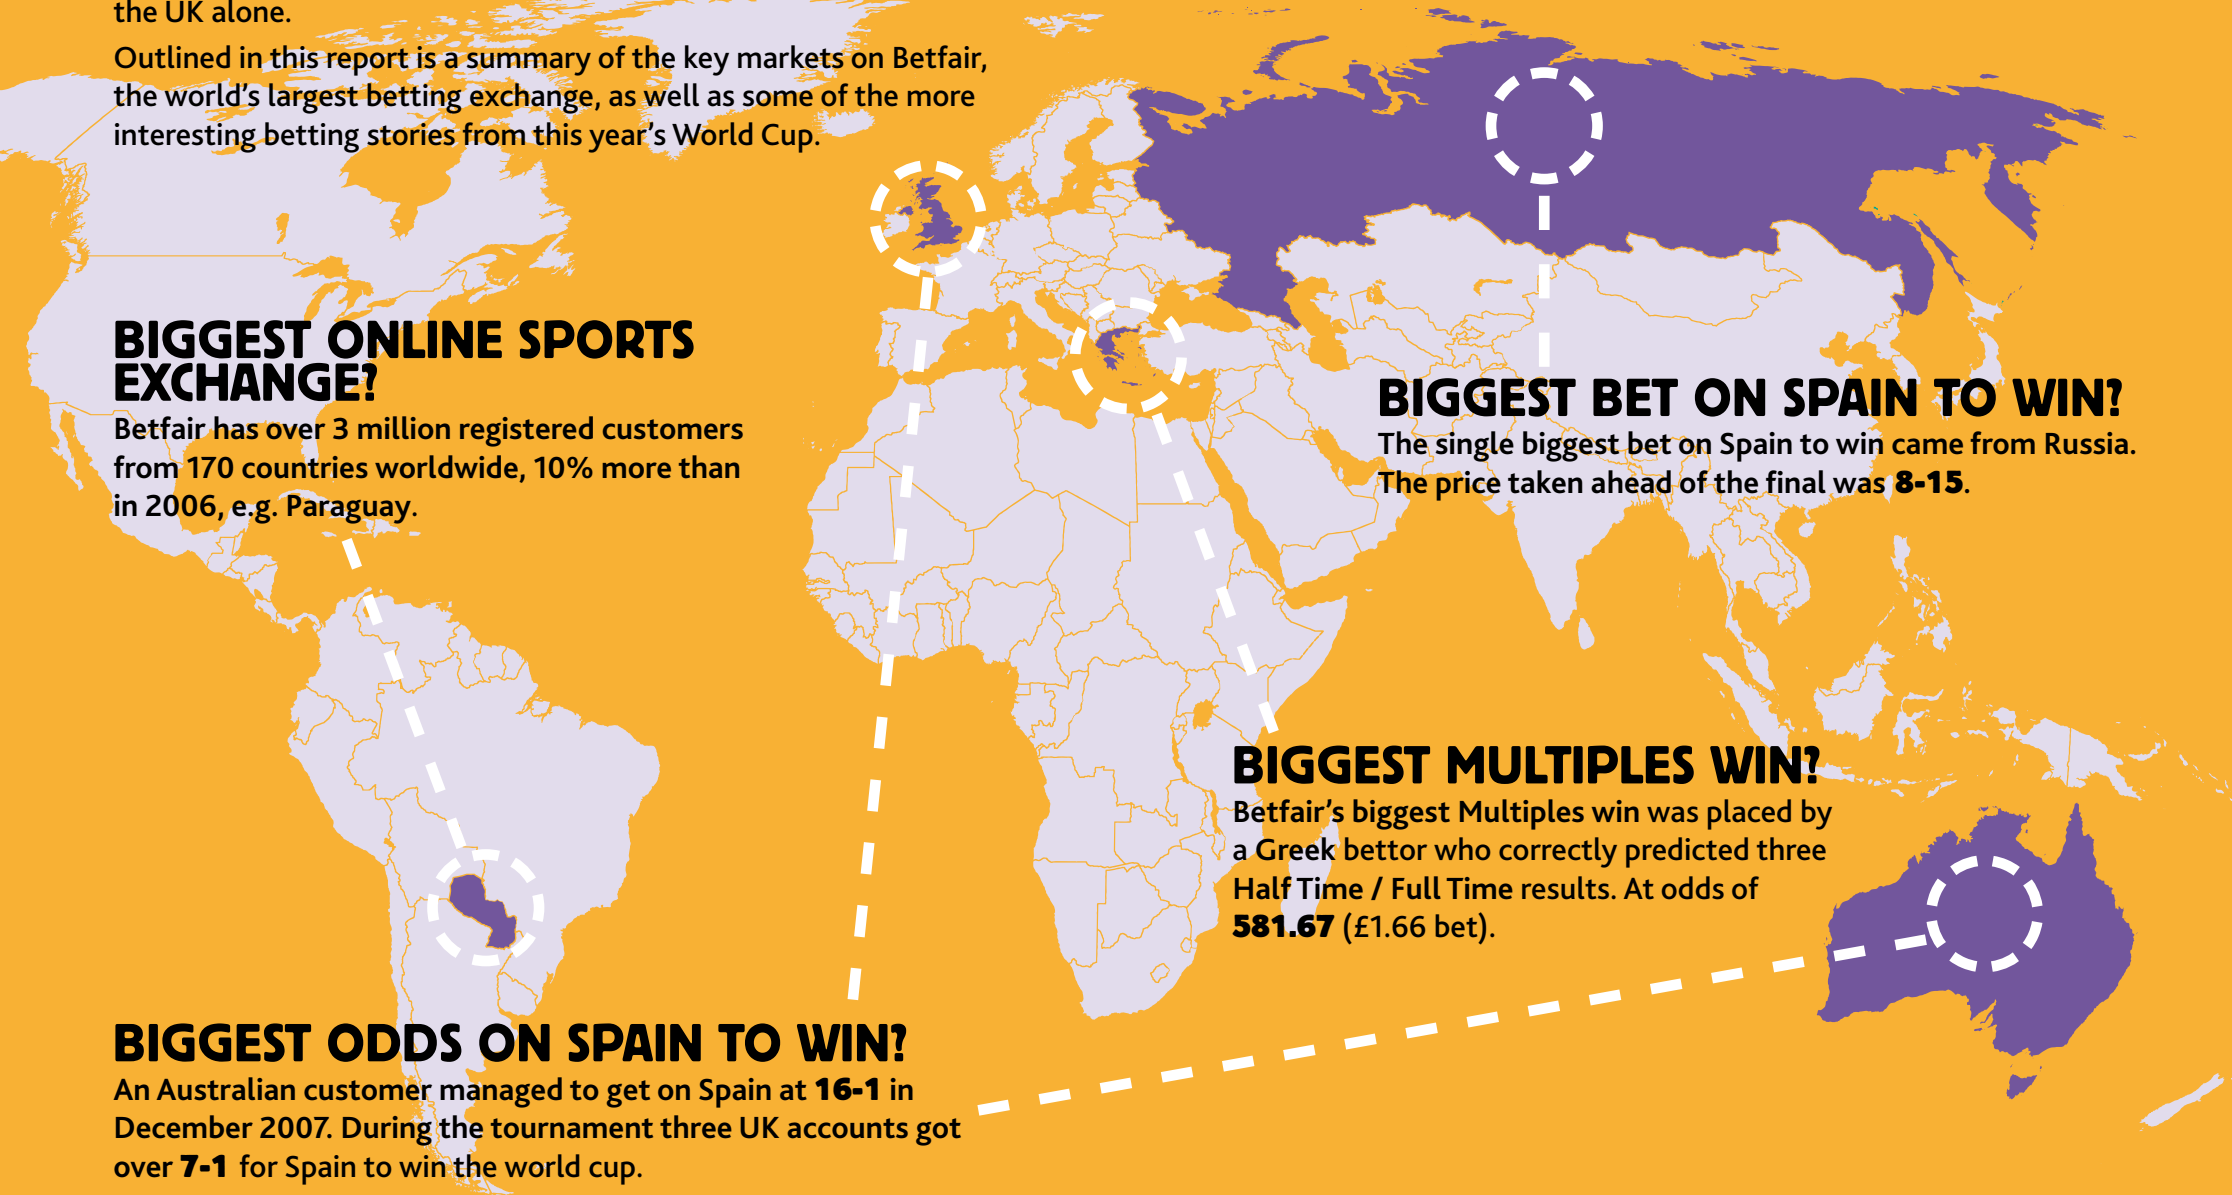 the UK alone.
Outlined in this report is a summary of the key markets on Betfair,
the world's largest betting exchange, as well as some of the more
interesting betting stories from this year's World Cup.
BIGGEST ONLINE SPORTS
EXCHANGE?
Betfair has over 3 million registered customers
from 170 countries worldwide, 10% more than
in 2006, e.g. Paraguay.
BIGGEST BET ON SPAIN TO WIN?
The single biggest bet on Spain to win came from Russia.
The price taken ahead of the final was 8-15.
BIGGEST MULTIPLES WIN?
Betfair's biggest Multiples win was placed by
a Greek bettor who correctly predicted three
Half Time / Full Time results. At odds of
581.67 (£1.66 bet).
BIGGEST ODDS ON SPAIN TO WIN?
An Australian customer managed to get on Spain at 16-1 in
December 2007. During the tournament three UK accounts got
over 7-1 for Spain to win the world cup.